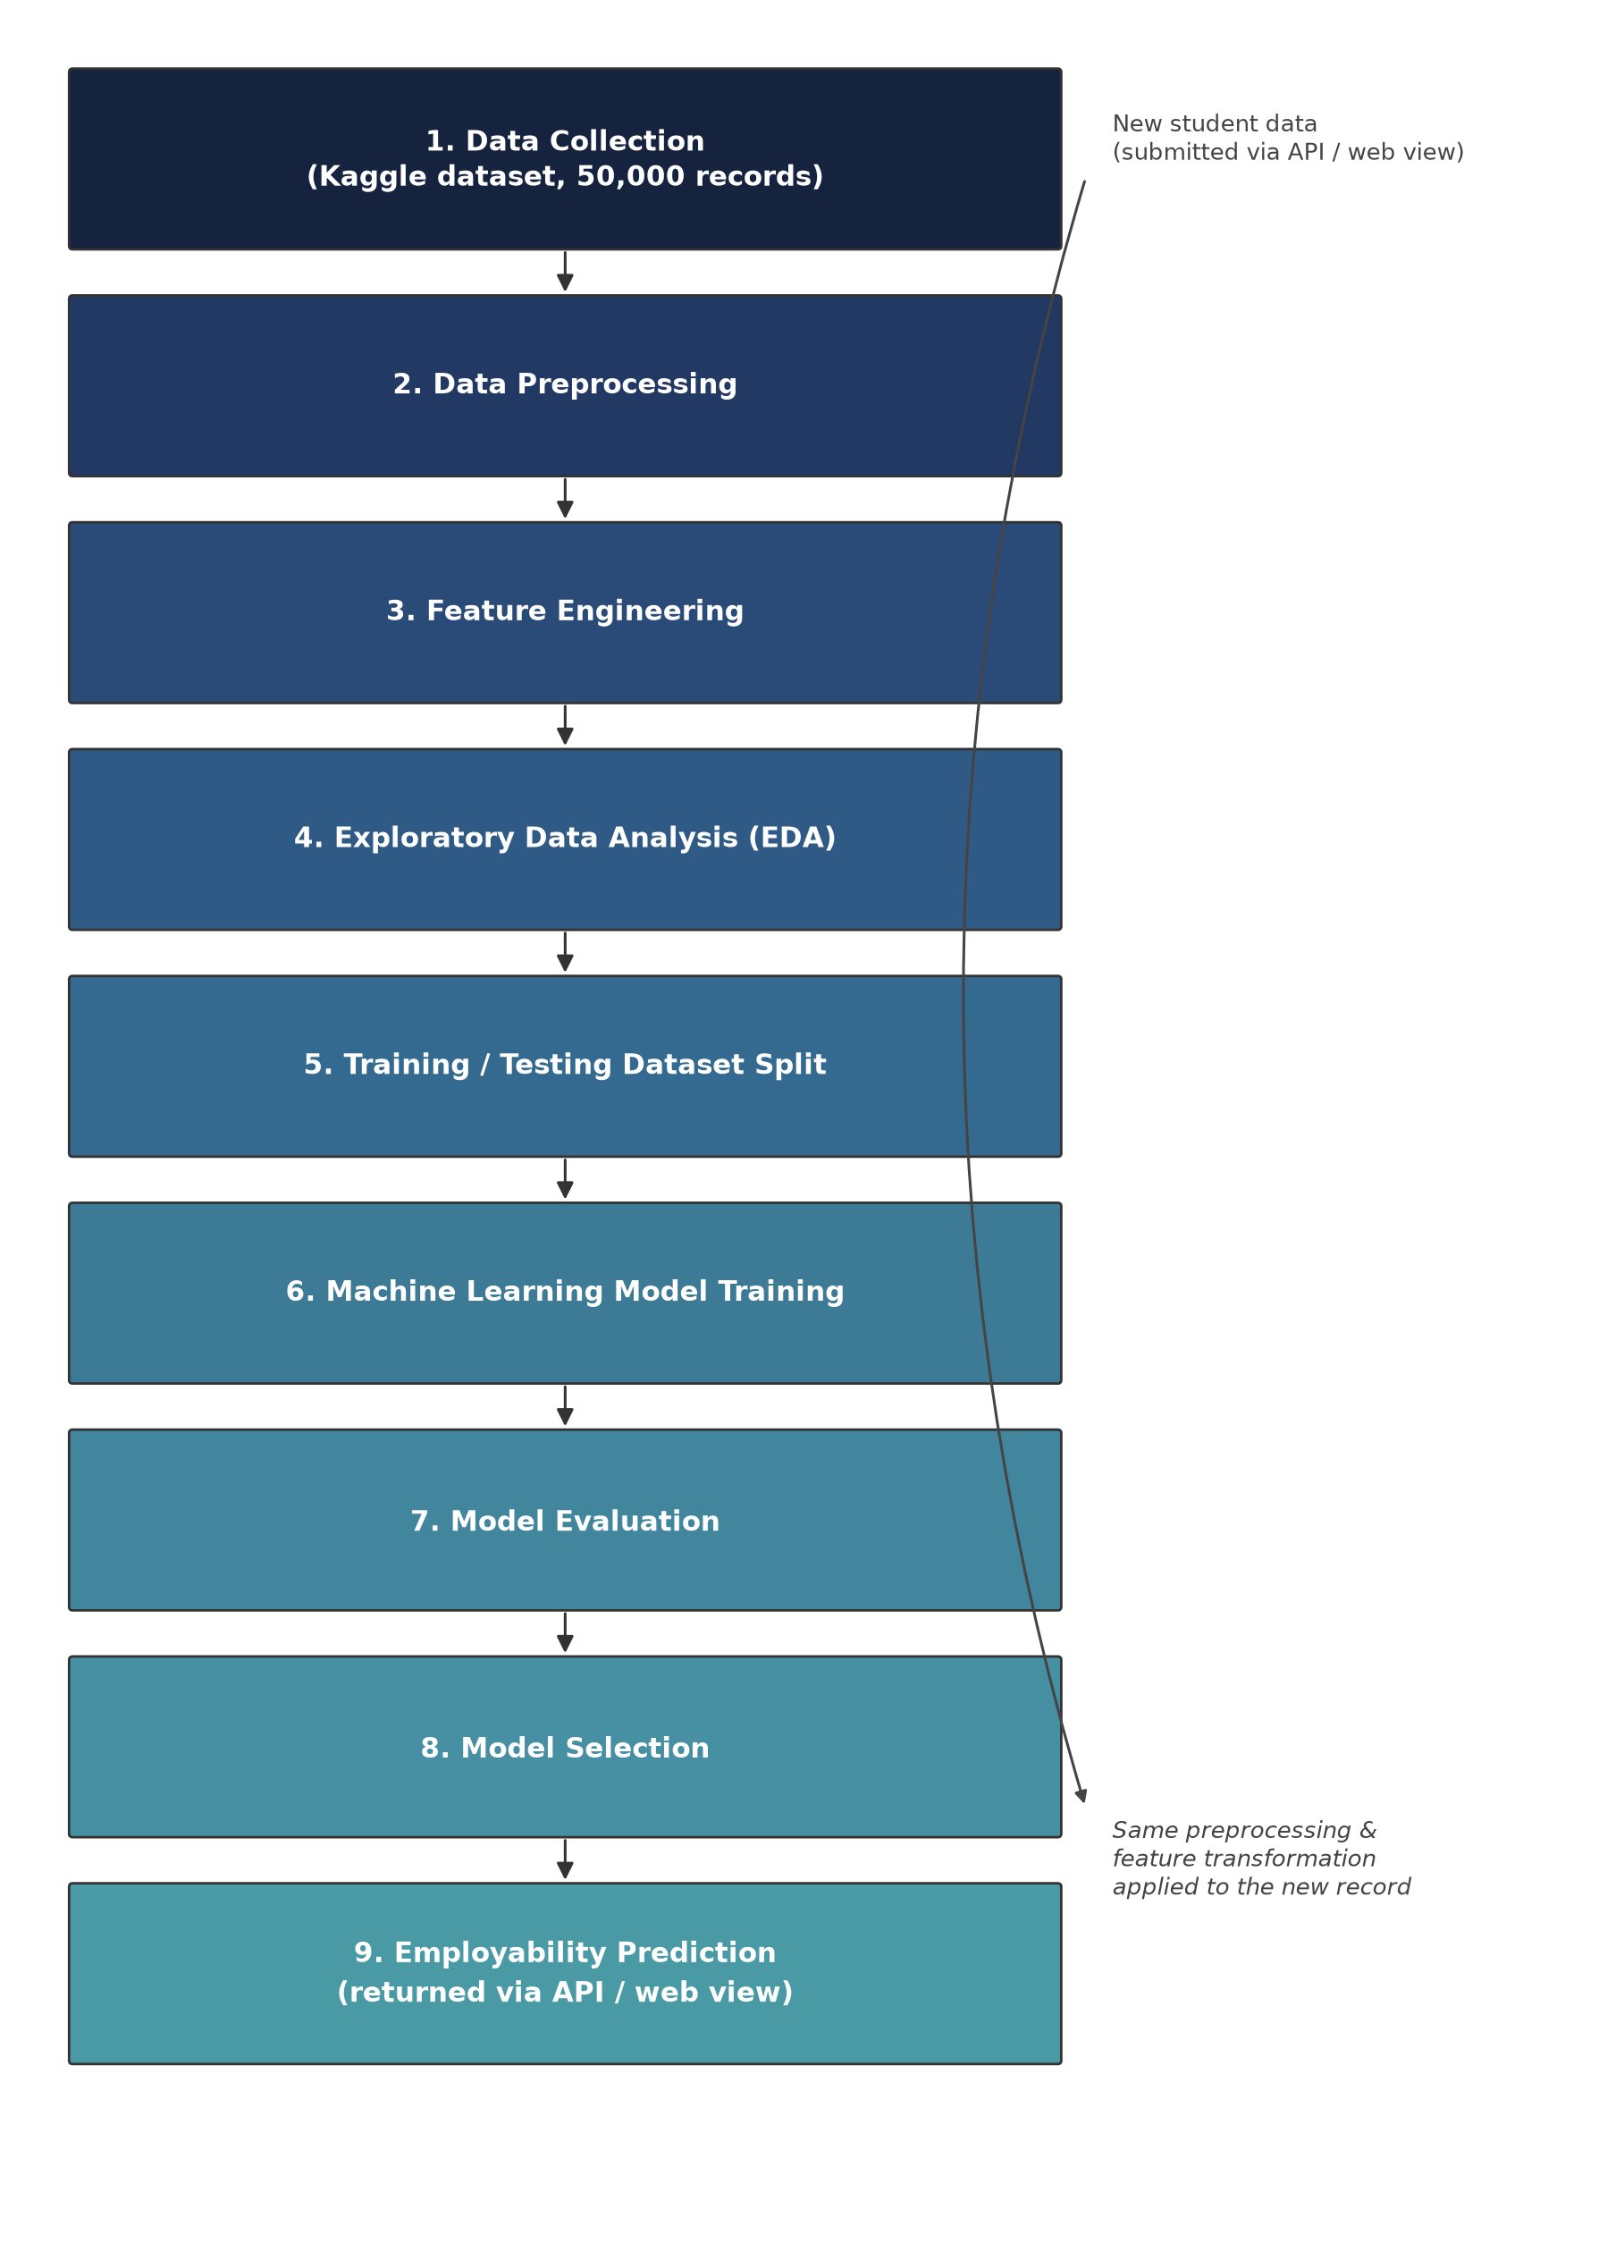 1. Data Collection
(Kaggle dataset, 50,000 records)
New student data
(submitted via API / web view)
2. Data Preprocessing
3. Feature Engineering
4. Exploratory Data Analysis (EDA)
5. Training / Testing Dataset Split
6. Machine Learning Model Training
7. Model Evaluation
8. Model Selection
Same preprocessing &
feature transformation
applied to the new record
9. Employability Prediction
(returned via API / web view)